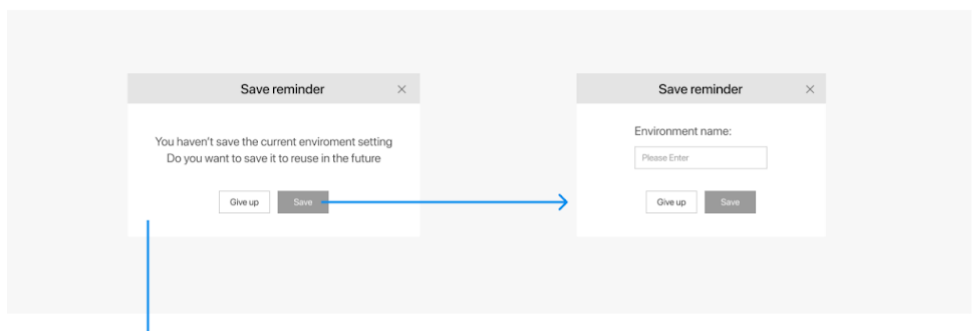 Save reminder
You haven't save the current enviroment setting
Do you want to save it to reuse in the future
Give up
Save
Save reminder
Environment name:
Please Enter
Give up
Save